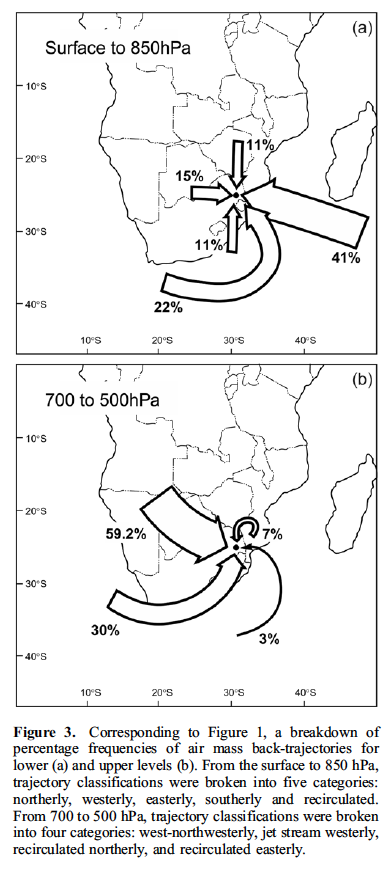 (a)
Surface to 850hPa
10°S
11%
20°S
15%
30°S
11%
41%
40°S
22%
10°S 20°S 30°S 40°S
(b)
700 to 500hPa
10°S
20°S
59.2%
7%
30°S
30%
3%
40°S
10°S 20°S 30°S 40°S
Figure 3. Corresponding to Figure 1, a breakdown of
percentage frequencies of air mass back-trajectories for
lower (a) and upper levels (b). From the surface to 850 hPa,
trajectory classifications were broken into five categories:
northerly, westerly, easterly, southerly and recirculated.
From 700 to 500 hPa, trajectory classifications were broken
into four categories: west-northwesterly, jet stream westerly,
recirculated northerly, and recirculated easterly.